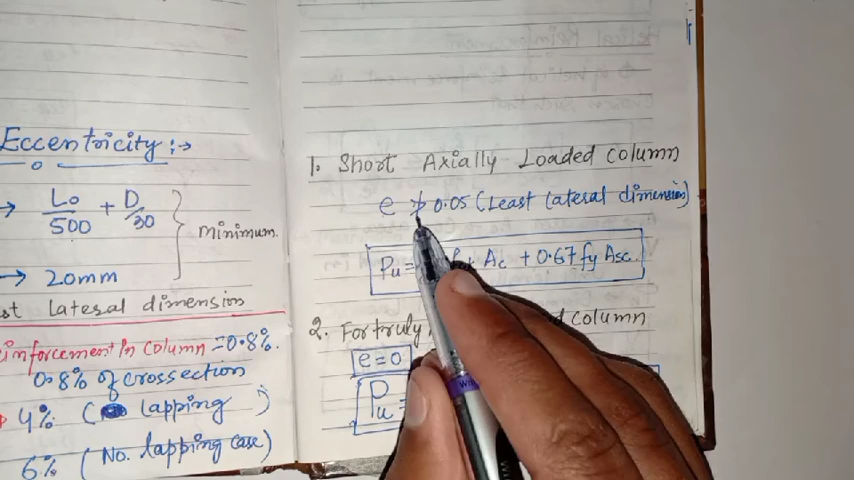 Eccentricity :→
→ Lo/500 + D/30
minimum.
→ 20mm
st lateral dimension
inforcement in column = 0.8%.
0.8% of crossection
4% ( lapping )
6% (No. lapping case)
1. Short Axially Loaded column
e ≯ 0.05 (Least lateral dimension)
Pu = Ac + 0.67 fy Asc.
2. For truly column
e = 0
Pu =